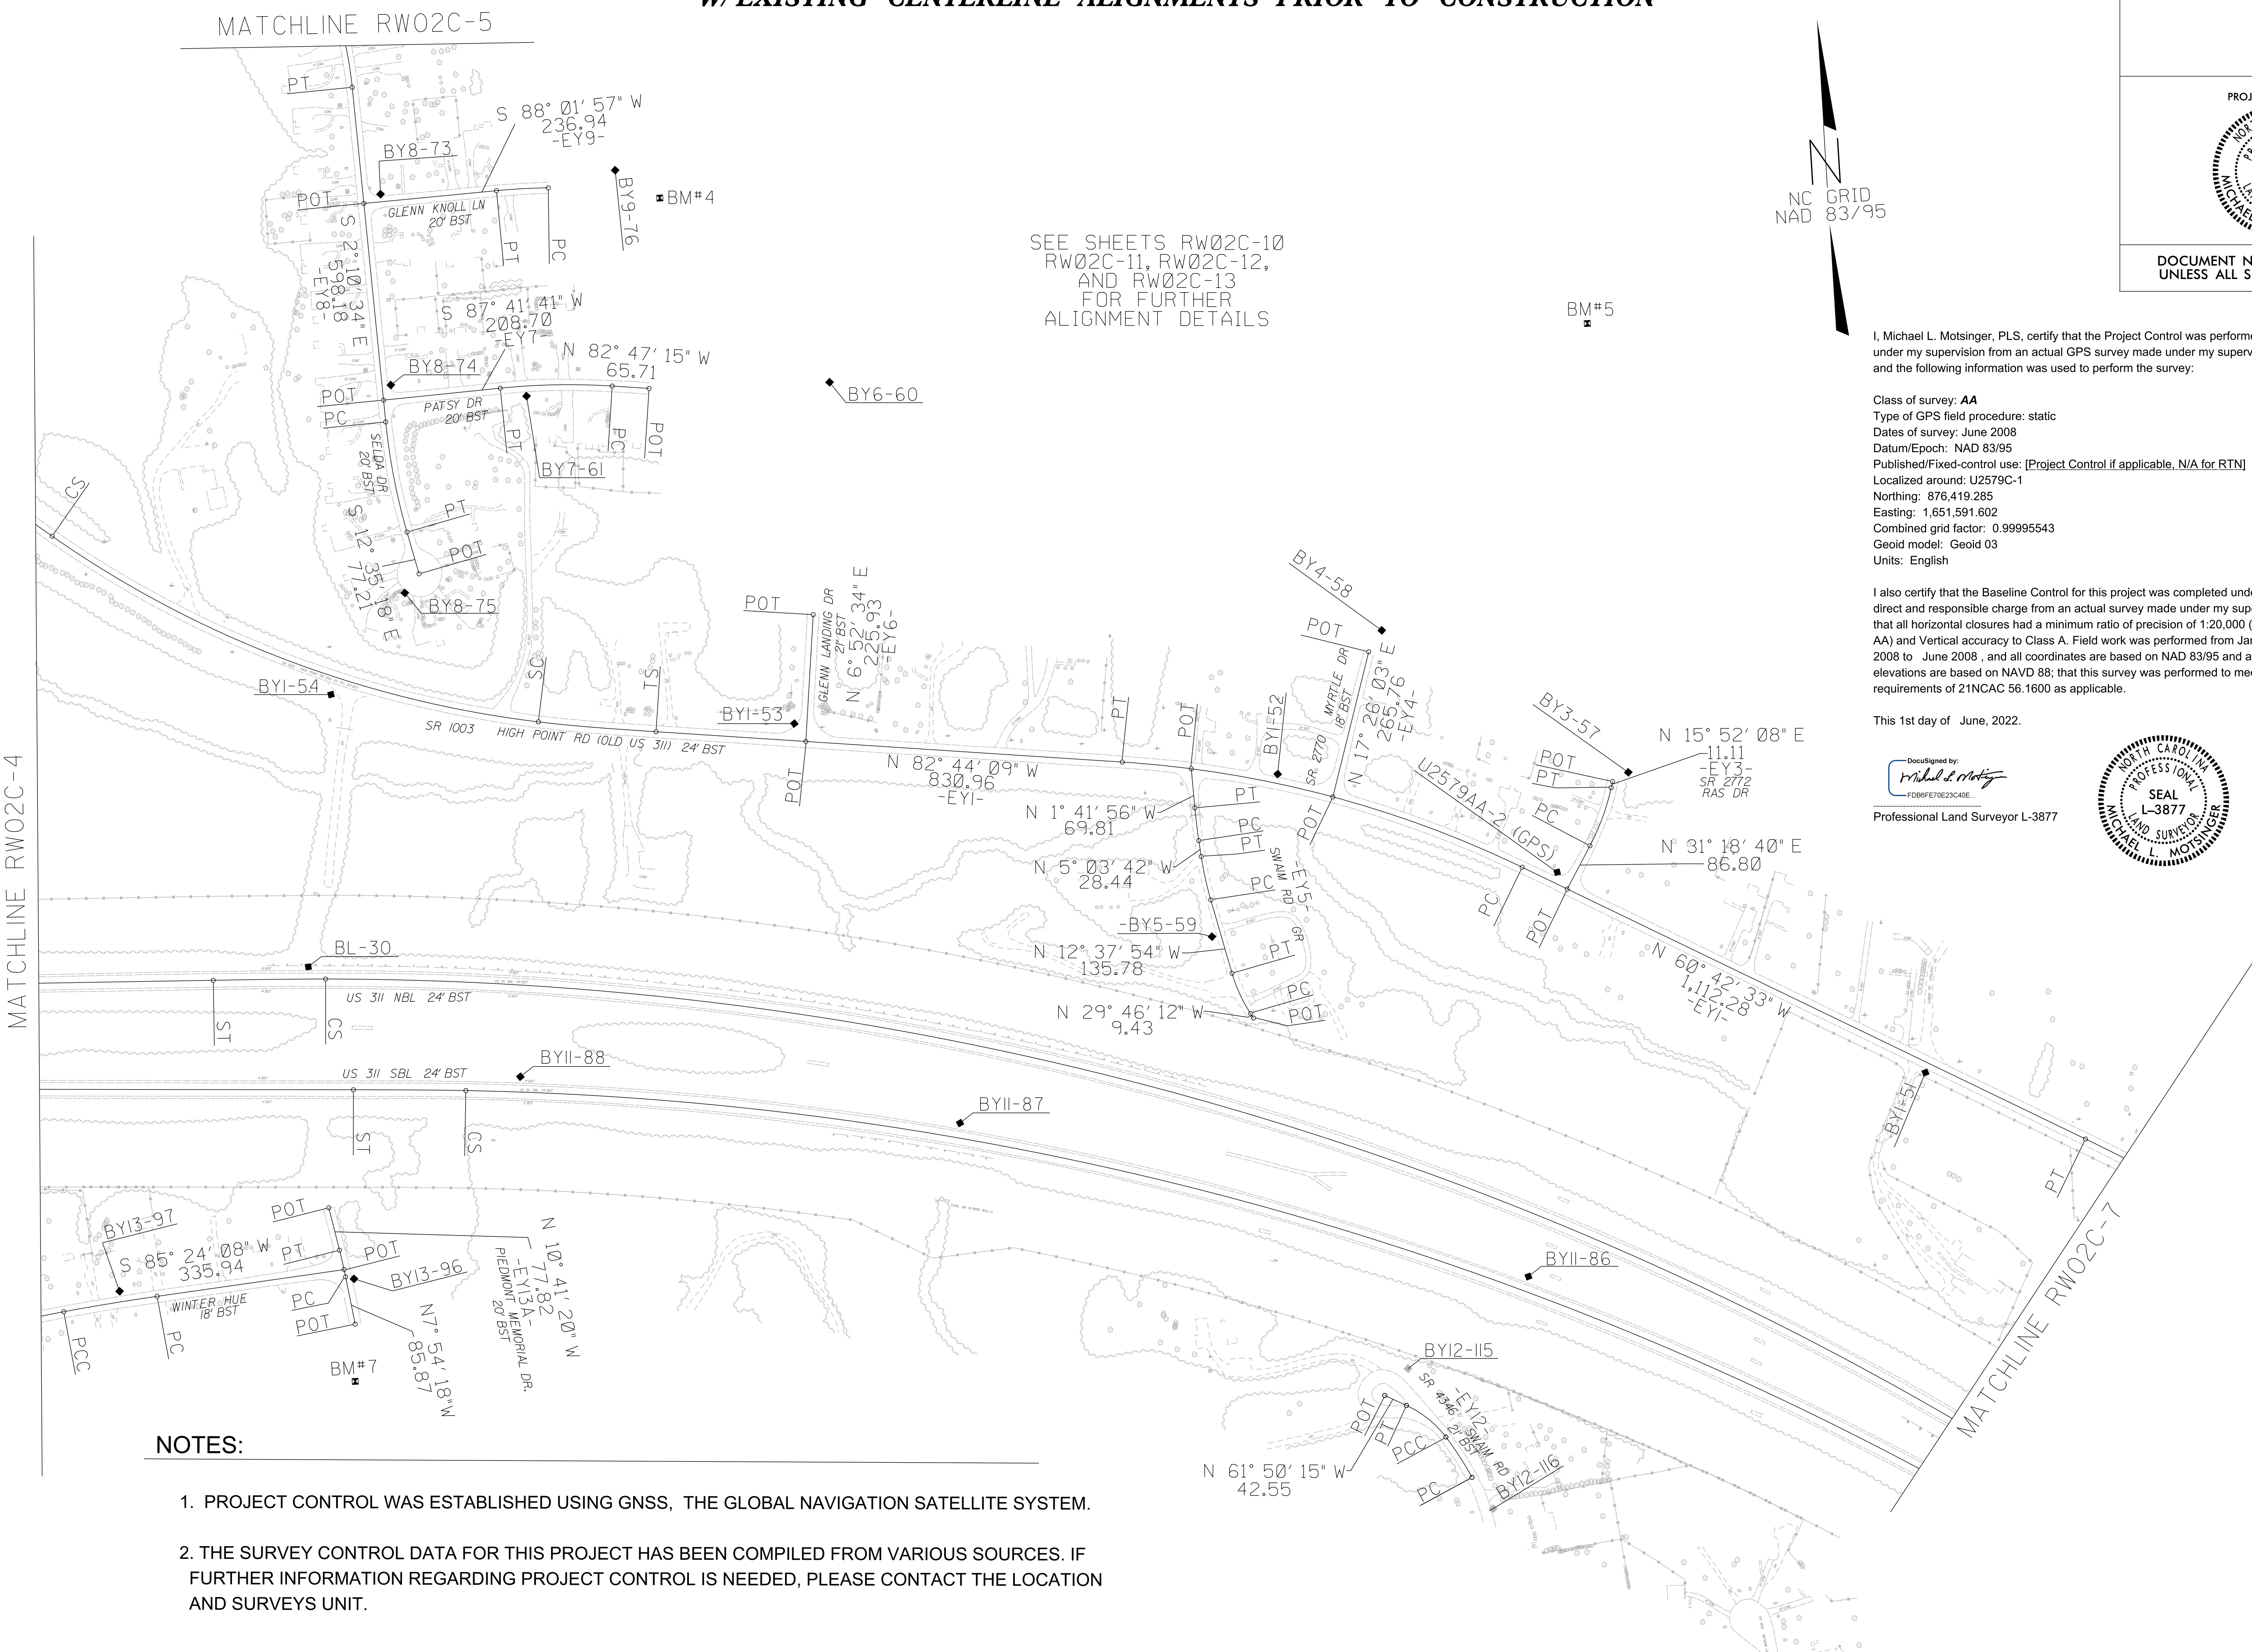 W/EXISTING CENTERLINE ALIGNMENTS PRIOR TO CONSTRUCTION
MATCHLINE RW02C-5
PT
S 88° 01' 57" W
236.94
-EY9-
BY8-73
POT
GLENN KNOLL LN
20' BST
PT
PC
BY9-76
BM#4
S 2° 10' 34" E
598.18
-EY8-
S 87° 41' 41" W
208.70
-EY7-
N 82° 47' 15" W
65.71
BY8-74
POT
PC
PATSY DR
20' BST
PT
PC
POT
BY7-61
SELDA DR
20' BST
PT
POT
S 12° 35' 18" E
77.21
BY8-75
CS
SEE SHEETS RW02C-10
RW02C-11, RW02C-12,
AND RW02C-13
FOR FURTHER
ALIGNMENT DETAILS
BM#5
BY6-60
N
NC GRID
NAD 83/95
PROJ
DOCUMENT N
UNLESS ALL S
I, Michael L. Motsinger, PLS, certify that the Project Control was performe
under my supervision from an actual GPS survey made under my superv
and the following information was used to perform the survey:
Class of survey: AA
Type of GPS field procedure: static
Dates of survey: June 2008
Datum/Epoch: NAD 83/95
Published/Fixed-control use: [Project Control if applicable, N/A for RTN]
Localized around: U2579C-1
Northing: 876,419.285
Easting: 1,651,591.602
Combined grid factor: 0.99995543
Geoid model: Geoid 03
Units: English
I also certify that the Baseline Control for this project was completed unde
direct and responsible charge from an actual survey made under my supe
that all horizontal closures had a minimum ratio of precision of 1:20,000 (
AA) and Vertical accuracy to Class A. Field work was performed from Jan
2008 to June 2008 , and all coordinates are based on NAD 83/95 and a
elevations are based on NAVD 88; that this survey was performed to mee
requirements of 21NCAC 56.1600 as applicable.
This 1st day of June, 2022.
DocuSigned by:
FDB6FE70E23C40E...
Professional Land Surveyor L-3877
NORTH CAROLINA
PROFESSIONAL
SEAL
L-3877
LAND SURVEYOR
MICHAEL L. MOTSINGER
BY1-54
SC
TS
SR 1003 HIGH POINT RD (OLD US 311) 24' BST
POT
GLENN LANDING DR
21' BST
N 6° 52' 34" E
225.93
-EY6-
BY1-53
POT
N 82° 44' 09" W
830.96
-EY1-
PT
POT
BY1-52
BY4-58
POT
MYRTLE DR
18' BST
SR 2770
N 17° 26' 03" E
265.76
-EY4-
POT
BY3-57
POT
PT
N 15° 52' 08" E
11.11
-EY3-
SR 2772
RAS DR
U2579AA-2 (GPS)
PC
N 31° 18' 40" E
86.80
PC
POT
N 1° 41' 56" W
69.81
PT
PC
PT
N 5° 03' 42" W
28.44
PC
SWAIM RD
GR
-EY5-
-BY5-59
N 12° 37' 54" W
135.78
PT
N 29° 46' 12" W
9.43
PC
POT
N 60° 42' 33" W
1,112.28
-EY1-
BY1-51
PT
MATCHLINE RW02C-4
BL-30
US 311 NBL 24' BST
ST
CS
BY11-88
US 311 SBL 24' BST
ST
CS
BY11-87
BY11-86
MATCHLINE RW02C-7
BY13-97
S 85° 24' 08" W
335.94
POT
PT
POT
BY13-96
PC
POT
WINTER HUE
18' BST
PCC
PC
N 10° 41' 20" W
77.82
-EY13A-
PIEDMONT MEMORIAL DR.
20' BST
N7° 54' 18"W
85.87
BM#7
BY12-115
-EY12-
SR 4346 SWAIM RD
21' BST
POT
PT
PCC
PC
BY12-116
N 61° 50' 15" W
42.55
NOTES:
1. PROJECT CONTROL WAS ESTABLISHED USING GNSS, THE GLOBAL NAVIGATION SATELLITE SYSTEM.
2. THE SURVEY CONTROL DATA FOR THIS PROJECT HAS BEEN COMPILED FROM VARIOUS SOURCES. IF
FURTHER INFORMATION REGARDING PROJECT CONTROL IS NEEDED, PLEASE CONTACT THE LOCATION
AND SURVEYS UNIT.